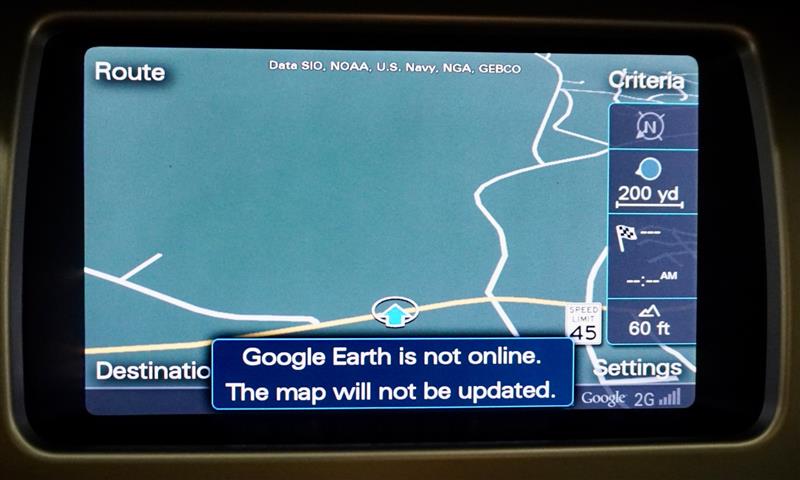 Route
Data SIO, NOAA, U.S. Navy, NGA, GEBCO
Criteria
N
200 yd
---
--:--AM
SPEED
LIMIT
45
60 ft
Destinatio
Google Earth is not online.
The map will not be updated.
Settings
Google 2G